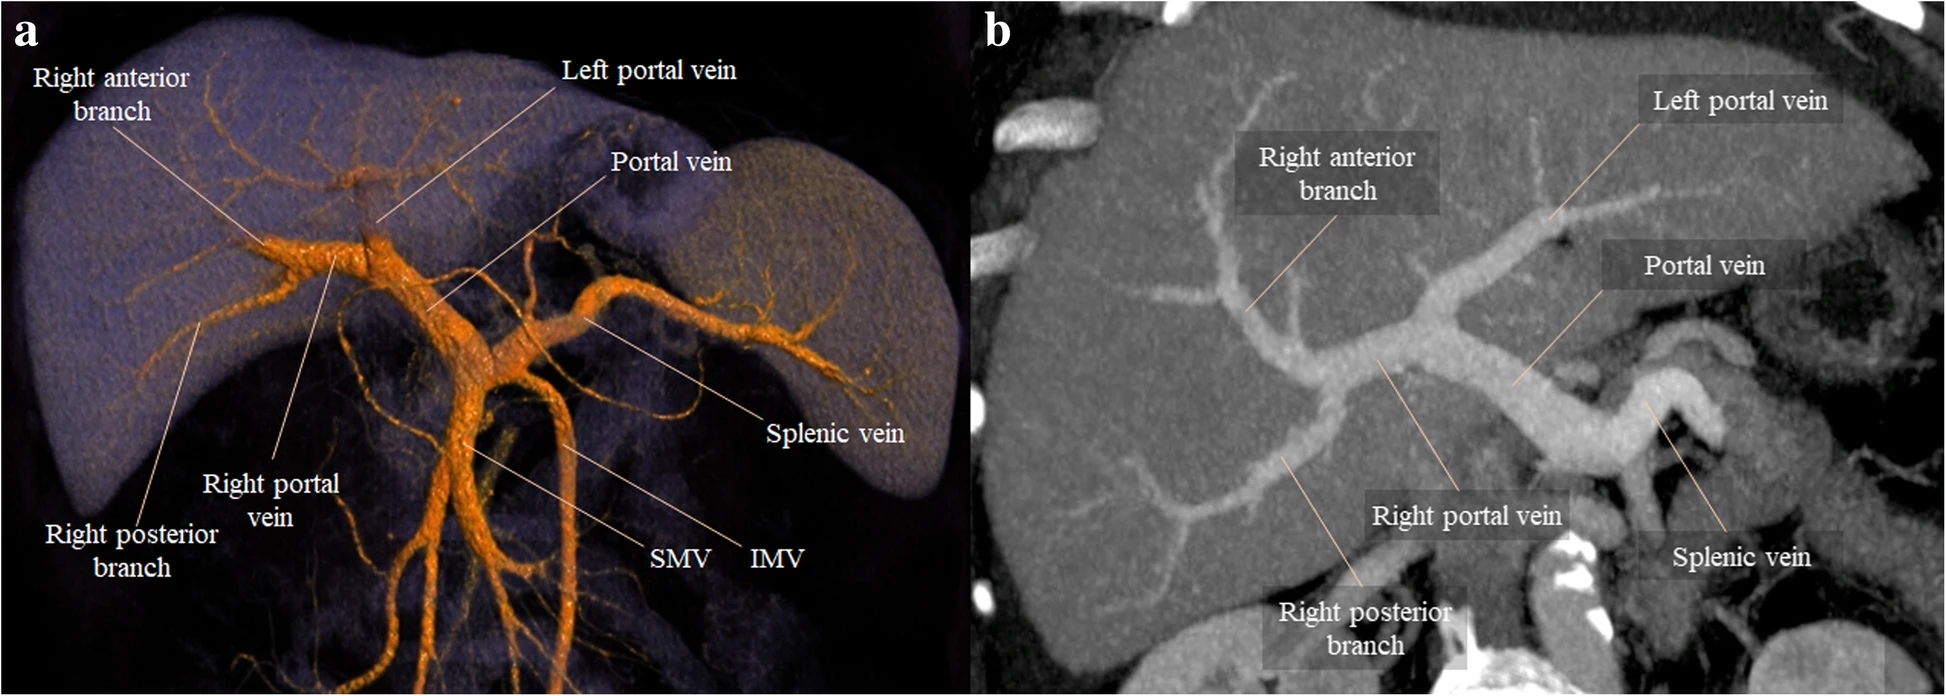 a
Right anterior
branch
Left portal vein
Portal vein
Splenic vein
Right portal
vein
Right posterior
branch
SMV
IMV
b
Left portal vein
Right anterior
branch
Portal vein
Right portal vein
Splenic vein
Right posterior
branch